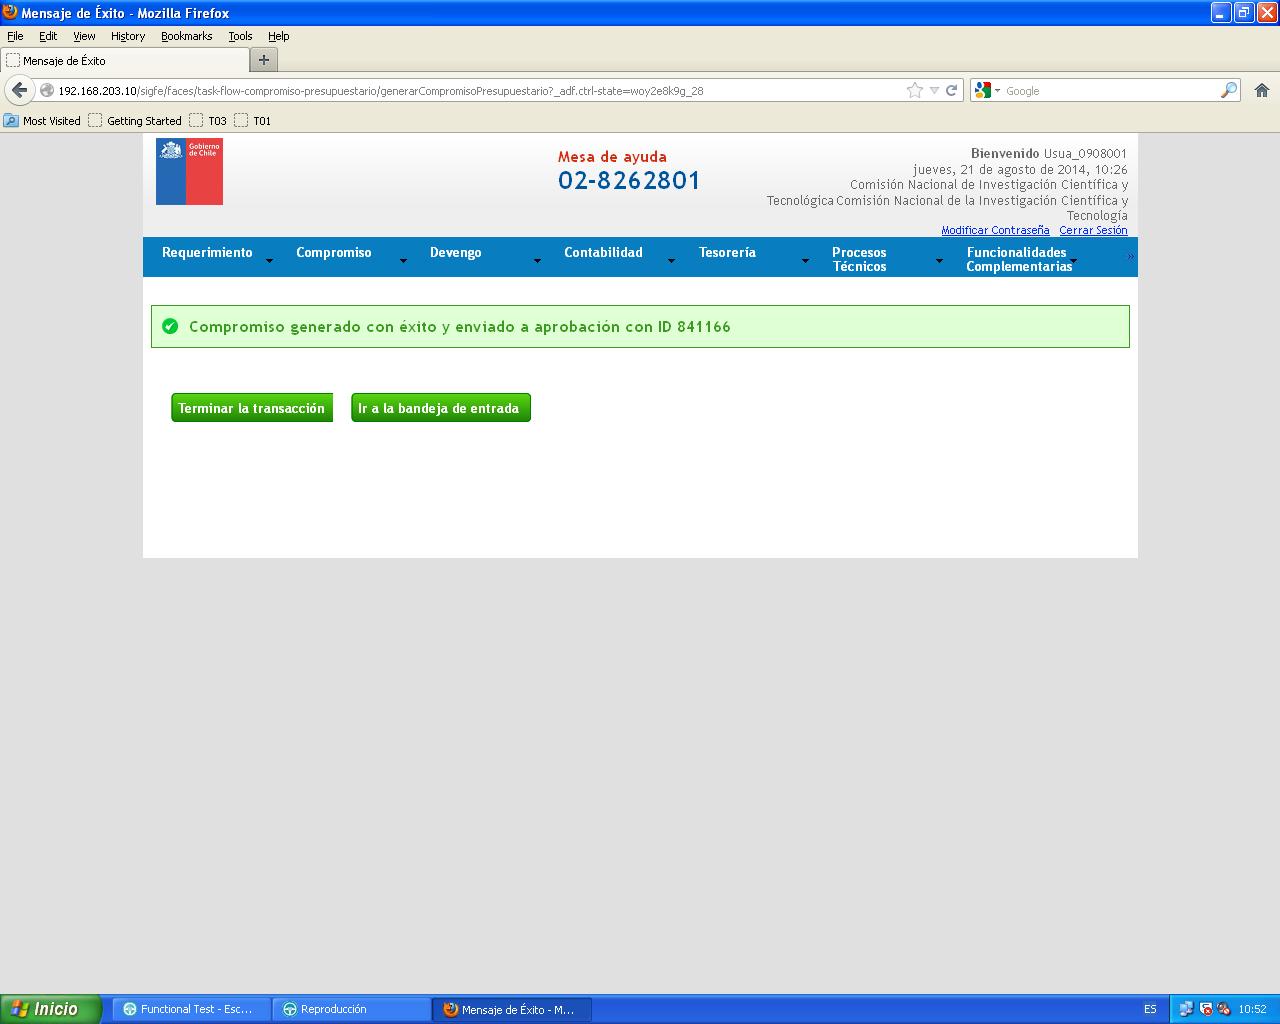 Mensaje de Éxito - Mozilla Firefox
File Edit View History Bookmarks Tools Help
Mensaje de Éxito
192.168.203.10/sigfe/faces/task-flow-compromiso-presupuestario/generarCompromisoPresupuestario?_adf.ctrl-state=woy2e8k9g_28
Google
Most Visited Getting Started T03 T01
Gobierno
de Chile
Mesa de ayuda
02-8262801
Bienvenido Usua_0908001
jueves, 21 de agosto de 2014, 10:26
Comisión Nacional de Investigación Científica y
Tecnológica Comisión Nacional de la Investigación Científica y
Tecnología
Modificar Contraseña Cerrar Sesión
Requerimiento Compromiso Devengo Contabilidad Tesorería Procesos Técnicos Funcionalidades Complementarias »
Compromiso generado con éxito y enviado a aprobación con ID 841166
Terminar la transacción Ir a la bandeja de entrada
Inicio Functional Test - Esc... Reproducción Mensaje de Éxito - M... ES 10:52